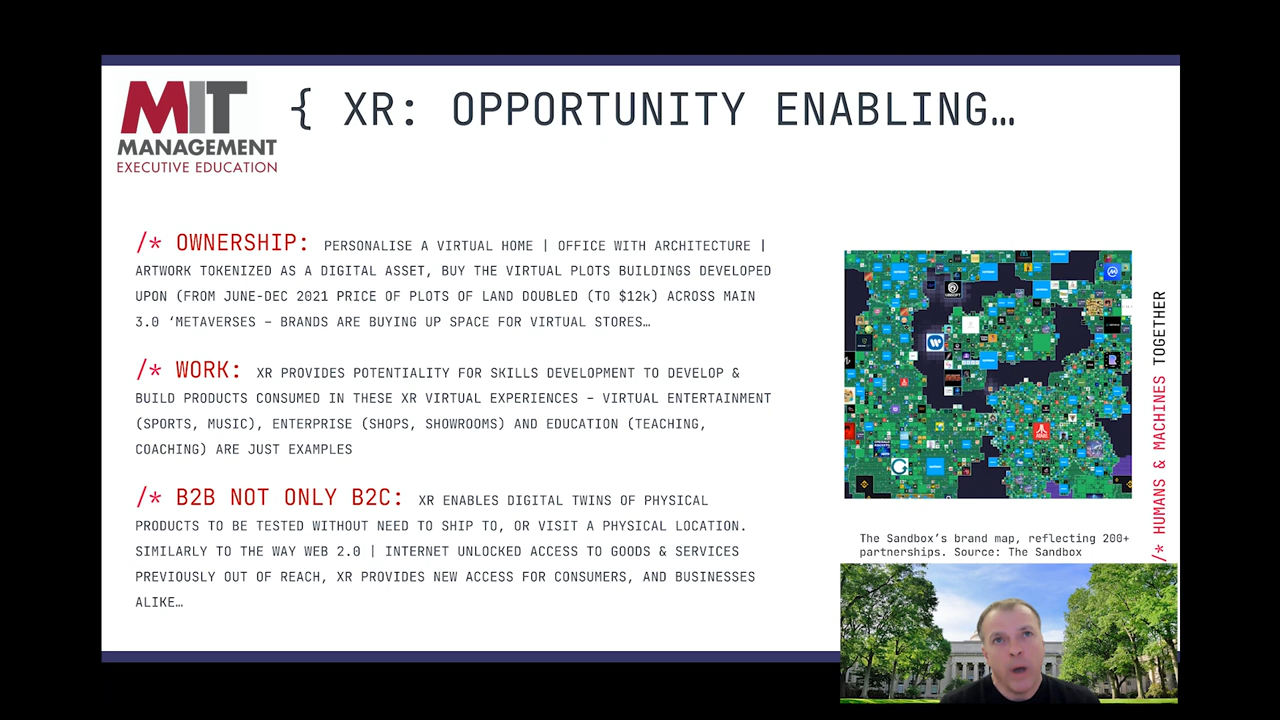 MIT
MANAGEMENT
EXECUTIVE EDUCATION
{ XR: OPPORTUNITY ENABLING…
/* OWNERSHIP: PERSONALISE A VIRTUAL HOME | OFFICE WITH ARCHITECTURE |
ARTWORK TOKENIZED AS A DIGITAL ASSET, BUY THE VIRTUAL PLOTS BUILDINGS DEVELOPED
UPON (FROM JUNE-DEC 2021 PRICE OF PLOTS OF LAND DOUBLED (TO $12k) ACROSS MAIN
3.0 ‘METAVERSES – BRANDS ARE BUYING UP SPACE FOR VIRTUAL STORES…
/* WORK: XR PROVIDES POTENTIALITY FOR SKILLS DEVELOPMENT TO DEVELOP &
BUILD PRODUCTS CONSUMED IN THESE XR VIRTUAL EXPERIENCES – VIRTUAL ENTERTAINMENT
(SPORTS, MUSIC), ENTERPRISE (SHOPS, SHOWROOMS) AND EDUCATION (TEACHING,
COACHING) ARE JUST EXAMPLES
/* B2B NOT ONLY B2C: XR ENABLES DIGITAL TWINS OF PHYSICAL
PRODUCTS TO BE TESTED WITHOUT NEED TO SHIP TO, OR VISIT A PHYSICAL LOCATION.
SIMILARLY TO THE WAY WEB 2.0 | INTERNET UNLOCKED ACCESS TO GOODS & SERVICES
PREVIOUSLY OUT OF REACH, XR PROVIDES NEW ACCESS FOR CONSUMERS, AND BUSINESSES
ALIKE…
UBISOFT
ATARI
The Sandbox’s brand map, reflecting 200+
partnerships. Source: The Sandbox
/* HUMANS & MACHINES TOGETHER